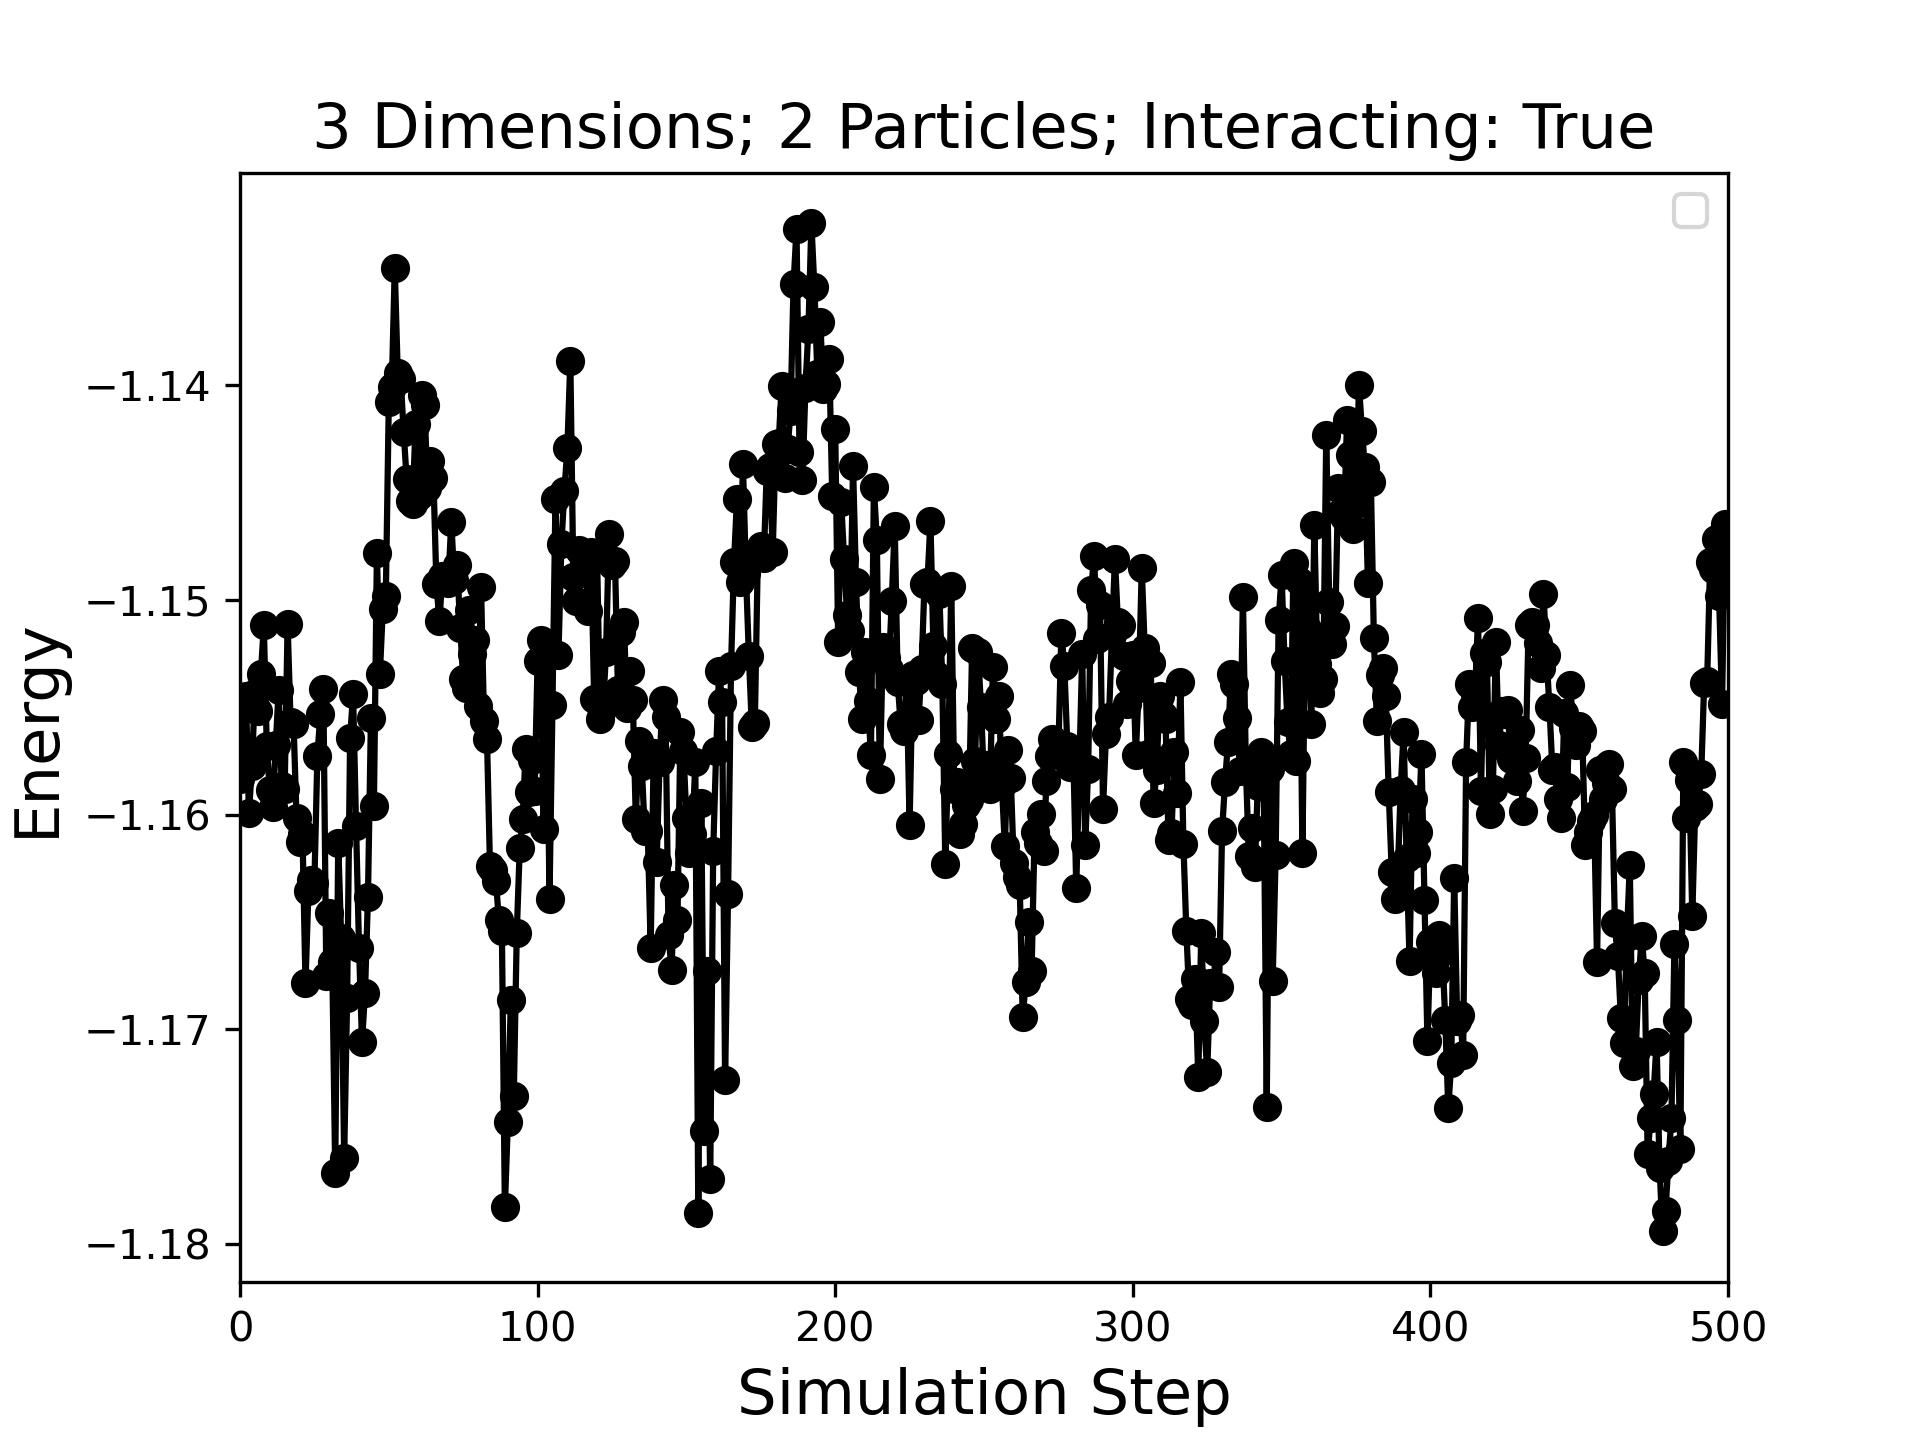 3 Dimensions; 2 Particles; Interacting: True
Energy
−1.14
−1.15
−1.16
−1.17
−1.18
0 100 200 300 400 500
Simulation Step